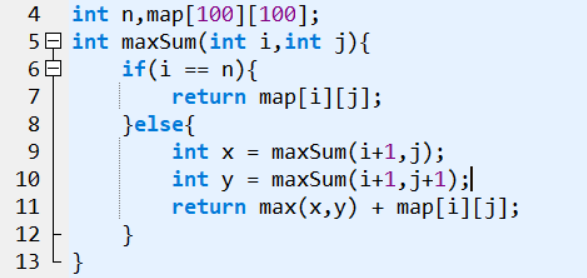 4 int n,map[100][100];
5 int maxSum(int i,int j){
6 if(i == n){
7 return map[i][j];
8 }else{
9 int x = maxSum(i+1,j);
10 int y = maxSum(i+1,j+1);
11 return max(x,y) + map[i][j];
12 }
13 }